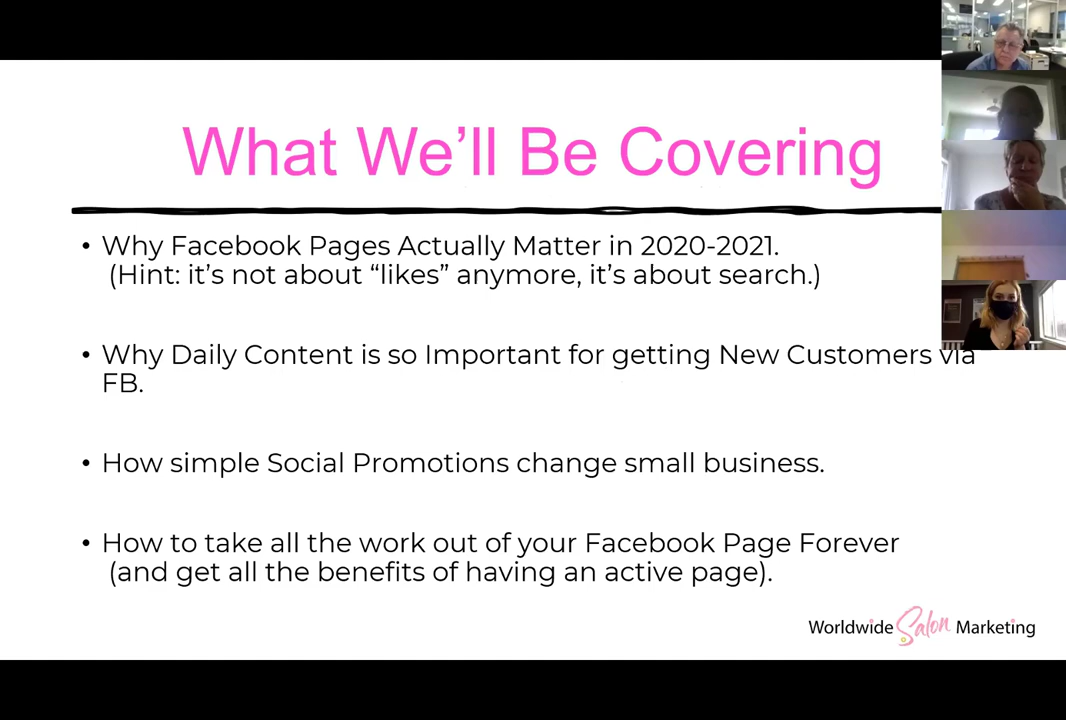 What We’ll Be Covering
• Why Facebook Pages Actually Matter in 2020-2021.
(Hint: it’s not about “likes” anymore, it’s about search.)
• Why Daily Content is so Important for getting New Customers via
FB.
• How simple Social Promotions change small business.
• How to take all the work out of your Facebook Page Forever
(and get all the benefits of having an active page).
Worldwide Salon Marketing